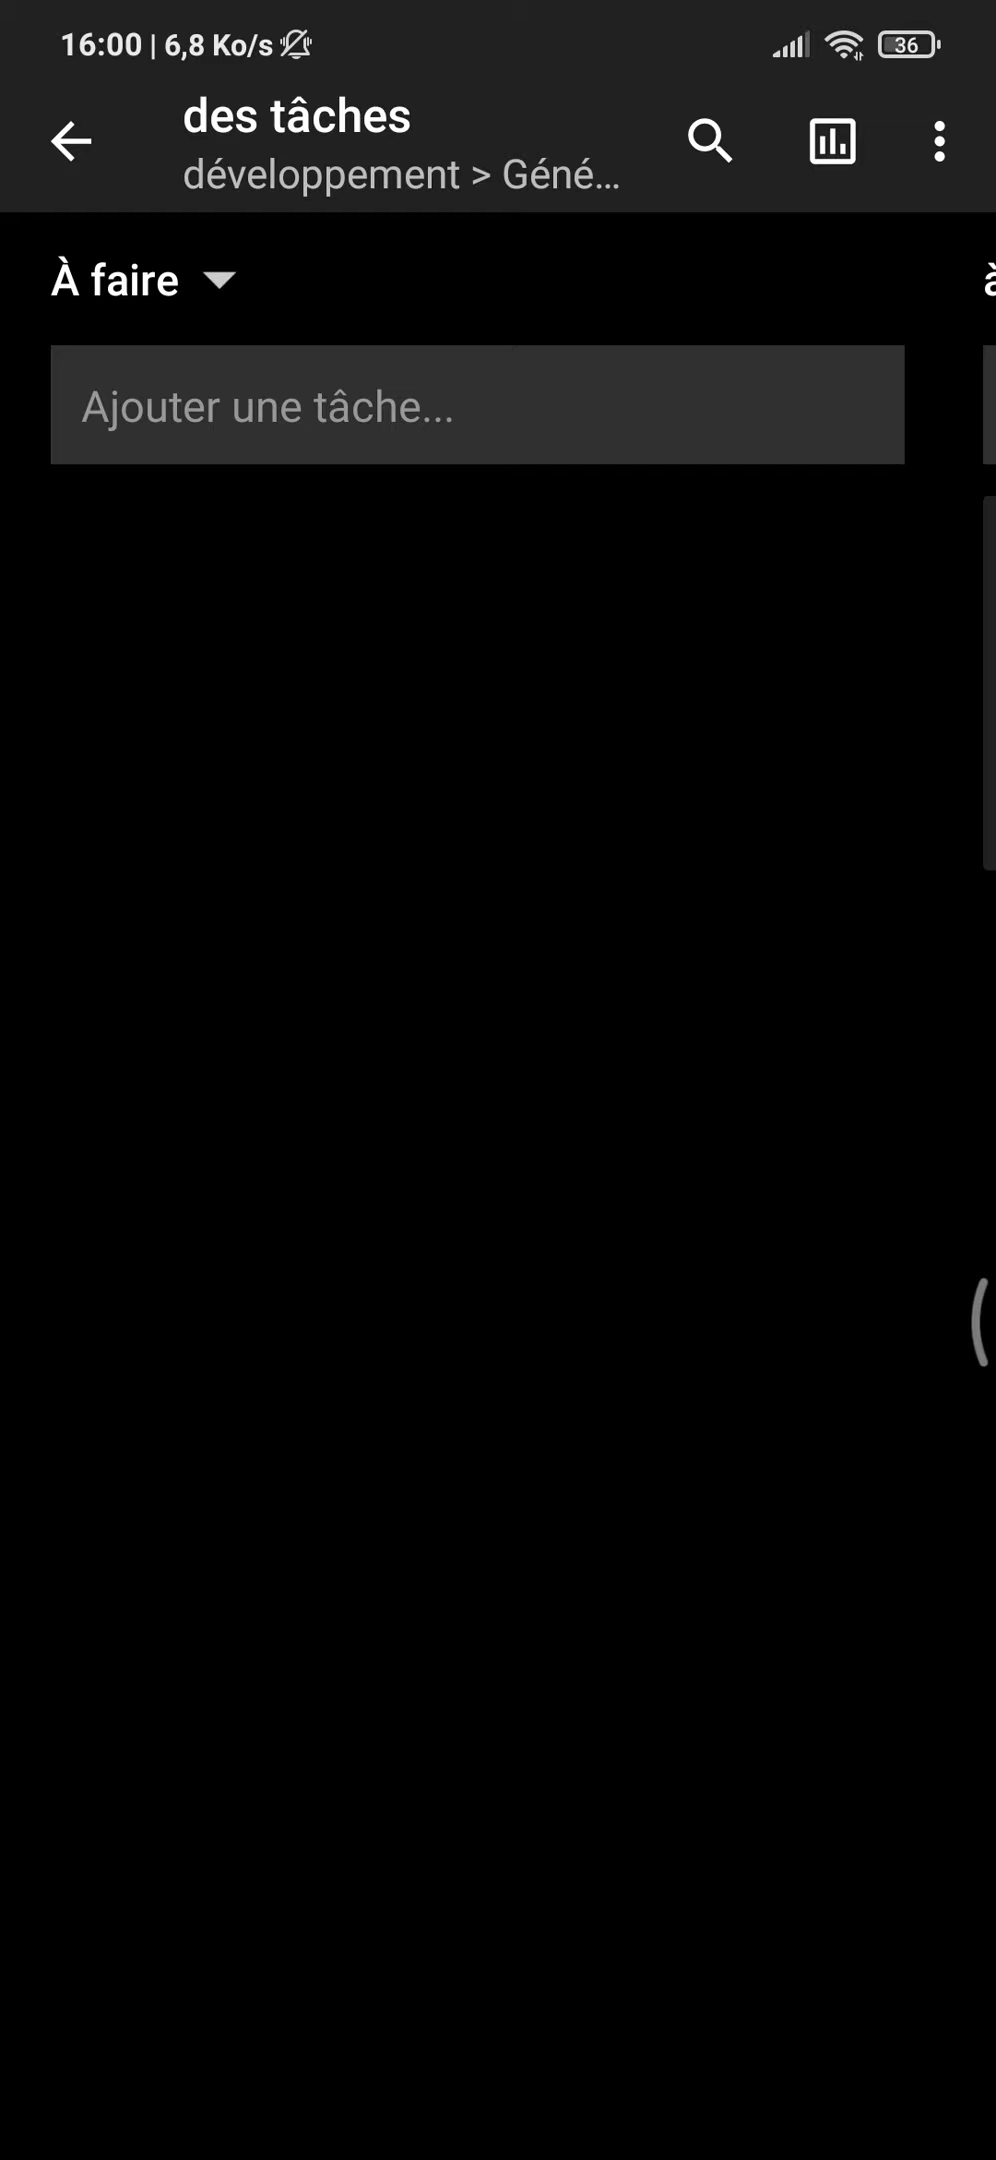 16:00 | 6,8 Ko/s
36
des tâches
développement > Géné...
À faire
Ajouter une tâche...